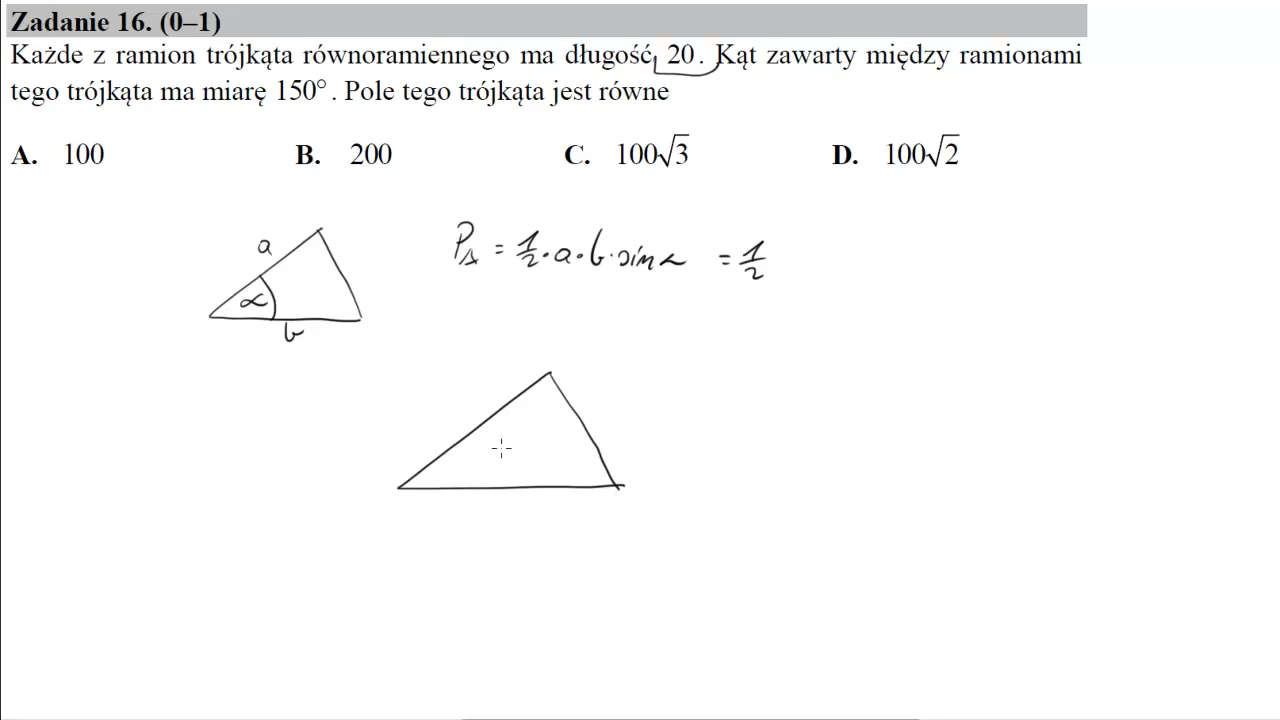 Zadanie 16. (0–1)
Każde z ramion trójkąta równoramiennego ma długość 20. Kąt zawarty między ramionami
tego trójkąta ma miarę 150°. Pole tego trójkąta jest równe
A. 100 B. 200 C. 100√3 D. 100√2
a
α
b
P△ = 1/2 · a · b · sin α = 1/2